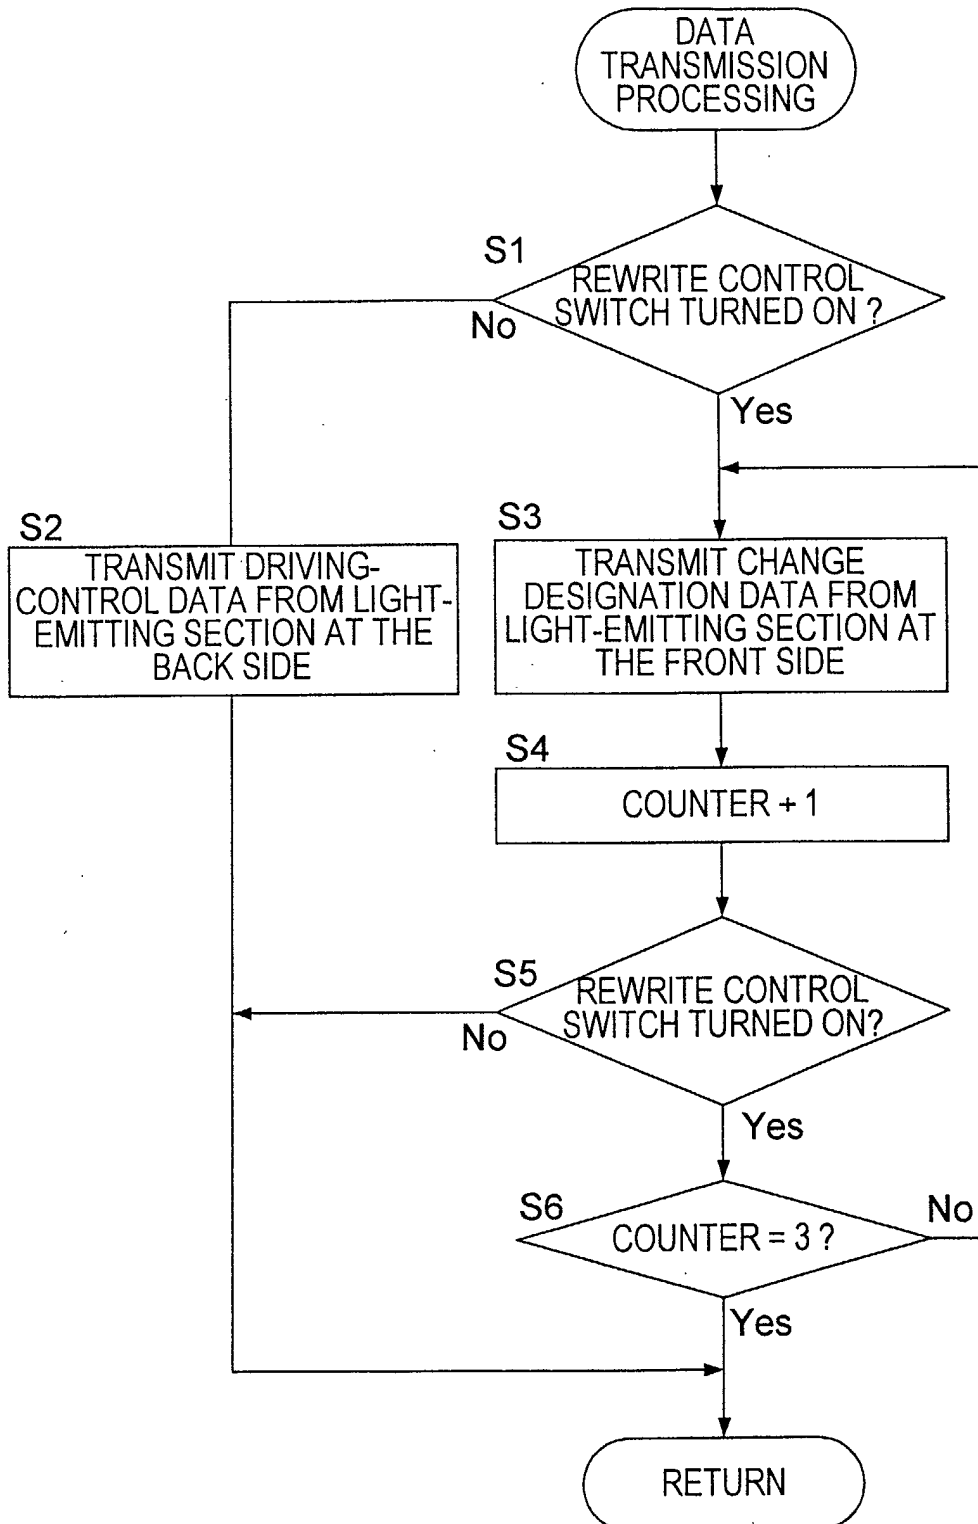 DATA
TRANSMISSION
PROCESSING
S1
REWRITE CONTROL
SWITCH TURNED ON ?
No
Yes
S2
TRANSMIT DRIVING-
CONTROL DATA FROM LIGHT-
EMITTING SECTION AT THE
BACK SIDE
S3
TRANSMIT CHANGE
DESIGNATION DATA FROM
LIGHT-EMITTING SECTION AT
THE FRONT SIDE
S4
COUNTER + 1
S5
REWRITE CONTROL
SWITCH TURNED ON?
No
Yes
S6
COUNTER = 3 ?
No
Yes
RETURN